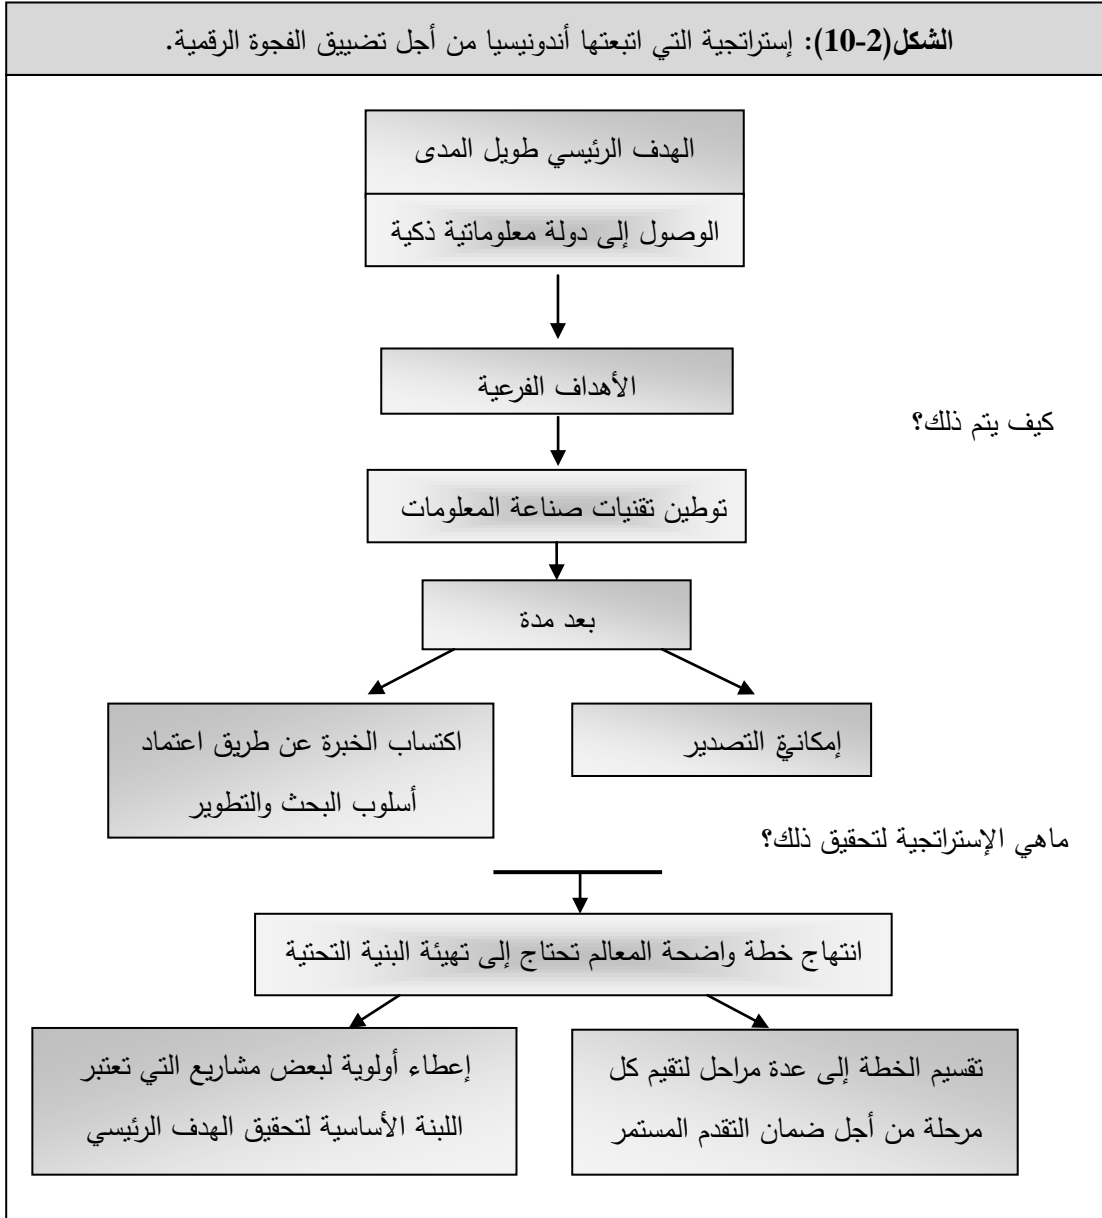 الشكل(2-10): إستراتجية التي اتبعتها أندونيسيا من أجل تضييق الفجوة الرقمية.
الهدف الرئيسي طويل المدى
الوصول إلى دولة معلوماتية ذكية
الأهداف الفرعية
كيف يتم ذلك؟
توطين تقنيات صناعة المعلومات
بعد مدة
إمكانية التصدير
اكتساب الخبرة عن طريق اعتماد
أسلوب البحث والتطوير
ماهي الإستراتجية لتحقيق ذلك؟
انتهاج خطة واضحة المعالم تحتاج إلى تهيئة البنية التحتية
تقسيم الخطة إلى عدة مراحل لتقيم كل
مرحلة من أجل ضمان التقدم المستمر
إعطاء أولوية لبعض مشاريع التي تعتبر
اللبنة الأساسية لتحقيق الهدف الرئيسي